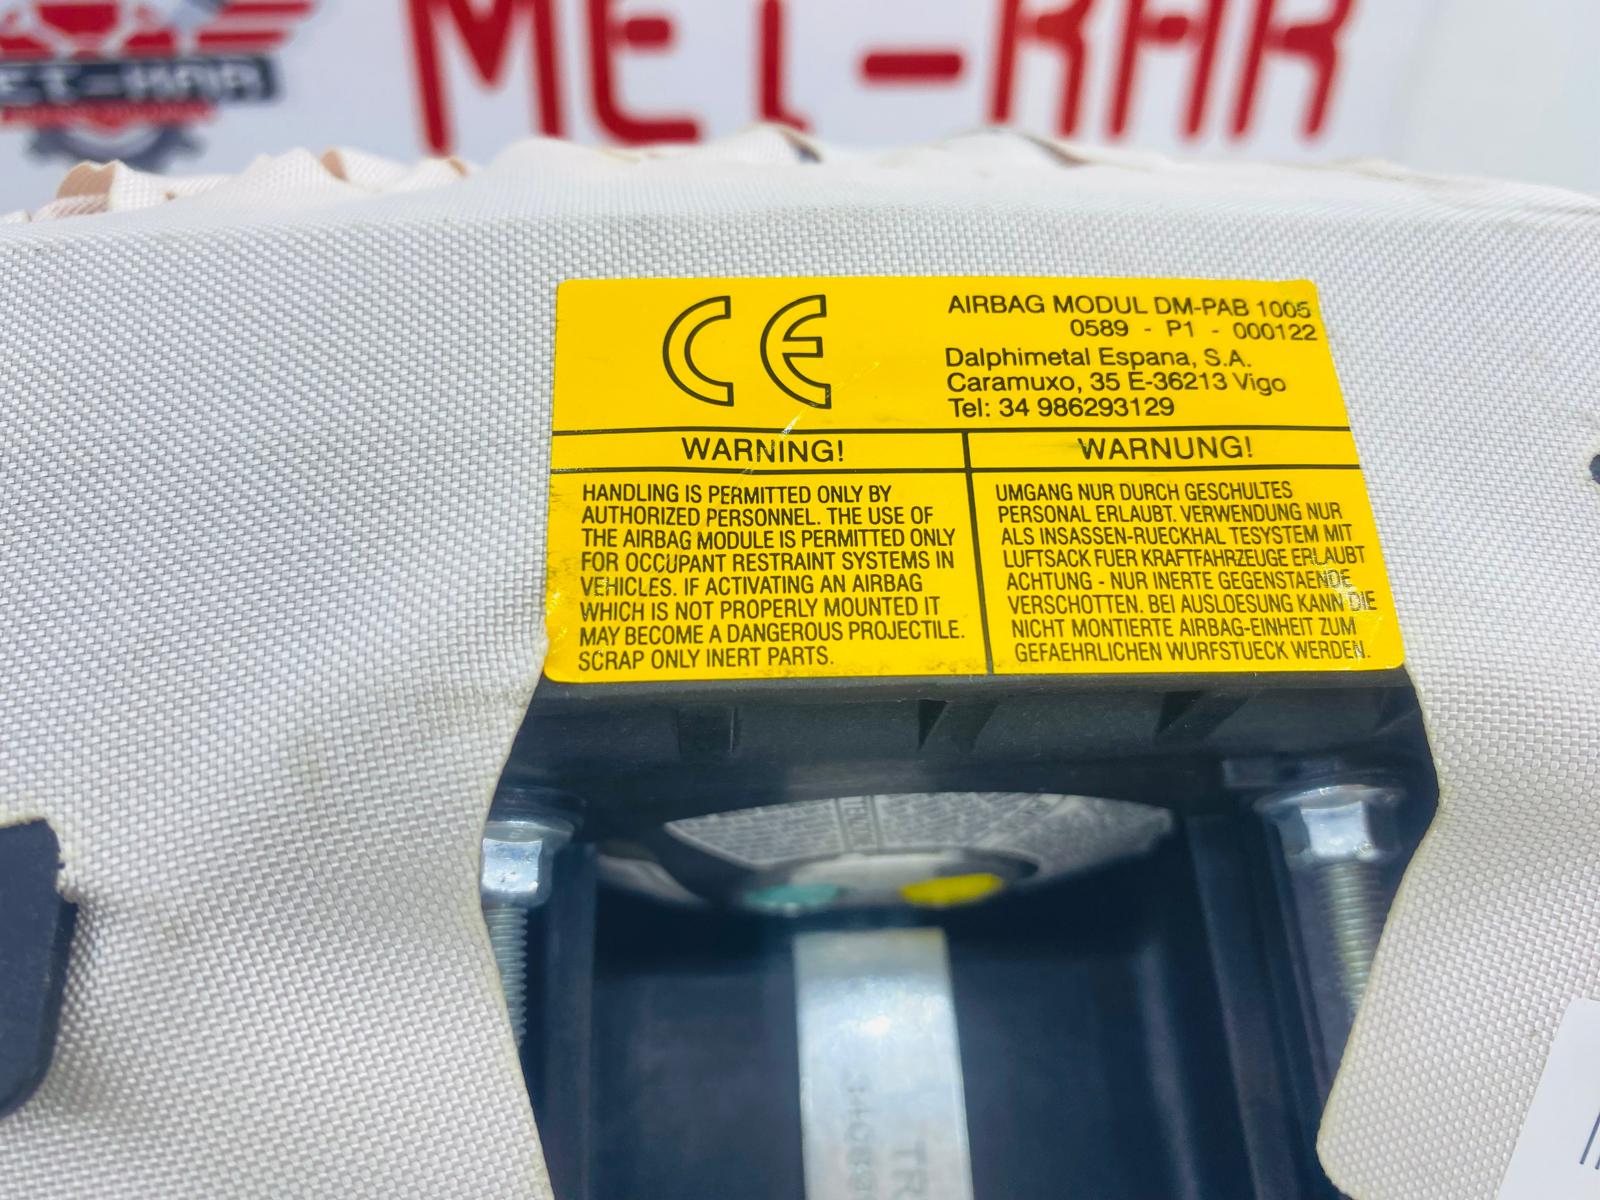 MET-KAR
AIRBAG MODUL DM-PAB 1005
0589 - P1 - 000122
Dalphimetal Espana, S.A.
Caramuxo, 35 E-36213 Vigo
Tel: 34 986293129
WARNING!
HANDLING IS PERMITTED ONLY BY
AUTHORIZED PERSONNEL. THE USE OF
THE AIRBAG MODULE IS PERMITTED ONLY
FOR OCCUPANT RESTRAINT SYSTEMS IN
VEHICLES. IF ACTIVATING AN AIRBAG
WHICH IS NOT PROPERLY MOUNTED IT
MAY BECOME A DANGEROUS PROJECTILE.
SCRAP ONLY INERT PARTS.
WARNUNG!
UMGANG NUR DURCH GESCHULTES
PERSONAL ERLAUBT. VERWENDUNG NUR
ALS INSASSEN-RUECKHAL TESYSTEM MIT
LUFTSACK FUER KRAFTFAHRZEUGE ERLAUBT
ACHTUNG - NUR INERTE GEGENSTAENDE
VERSCHOTTEN. BEI AUSLOESUNG KANN DIE
NICHT MONTIERTE AIRBAG-EINHEIT ZUM
GEFAEHRLICHEN WURFSTUECK WERDEN.